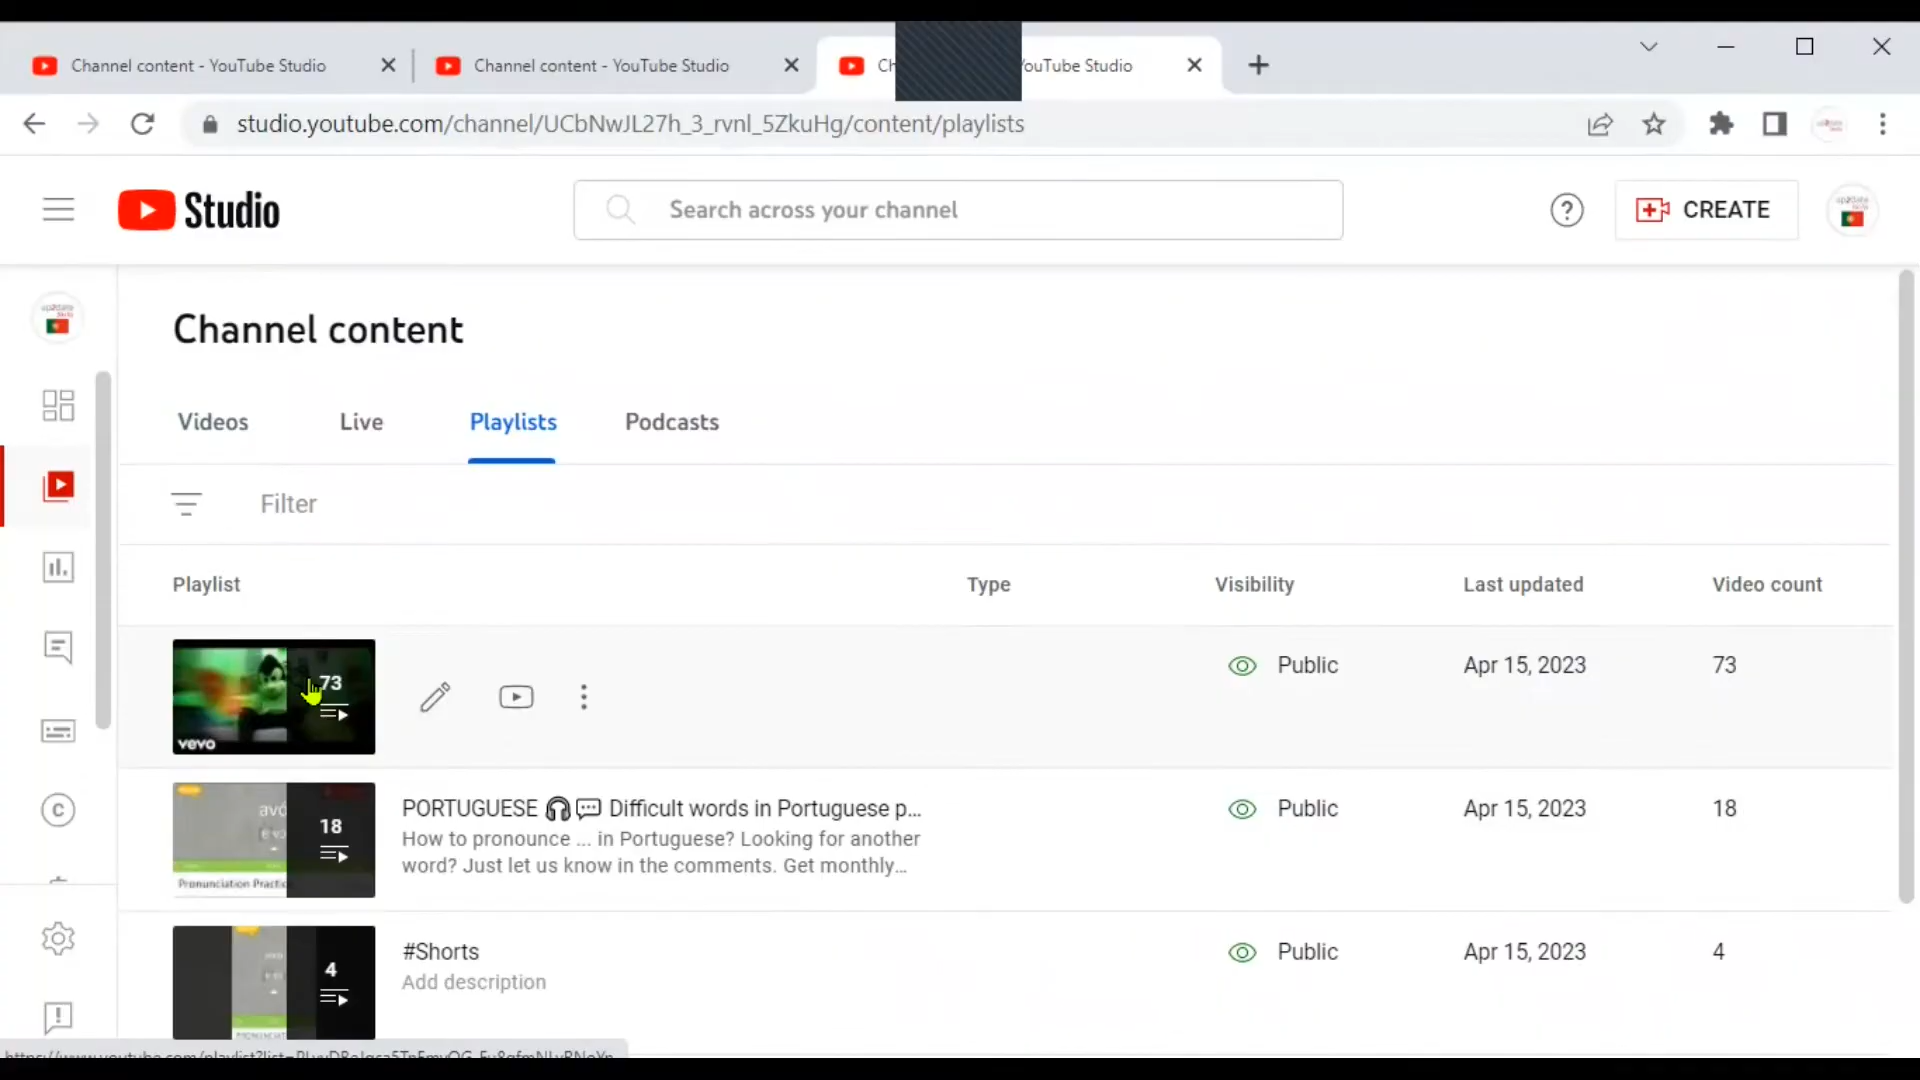 Channel content - YouTube Studio
Channel content - YouTube Studio
Ch
YouTube Studio
studio.youtube.com/channel/UCbNwJL27h_3_rvnl_5ZkuHg/content/playlists
Studio
Search across your channel
CREATE
Channel content
Videos
Live
Playlists
Podcasts
Filter
Playlist
Type
Visibility
Last updated
Video count
73
vevo
Public
Apr 15, 2023
73
avó
18
Pronunciation Practic
PORTUGUESE 🎧💬 Difficult words in Portuguese p...
How to pronounce ... in Portuguese? Looking for another
word? Just let us know in the comments. Get monthly...
Public
Apr 15, 2023
18
4
#Shorts
Add description
Public
Apr 15, 2023
4